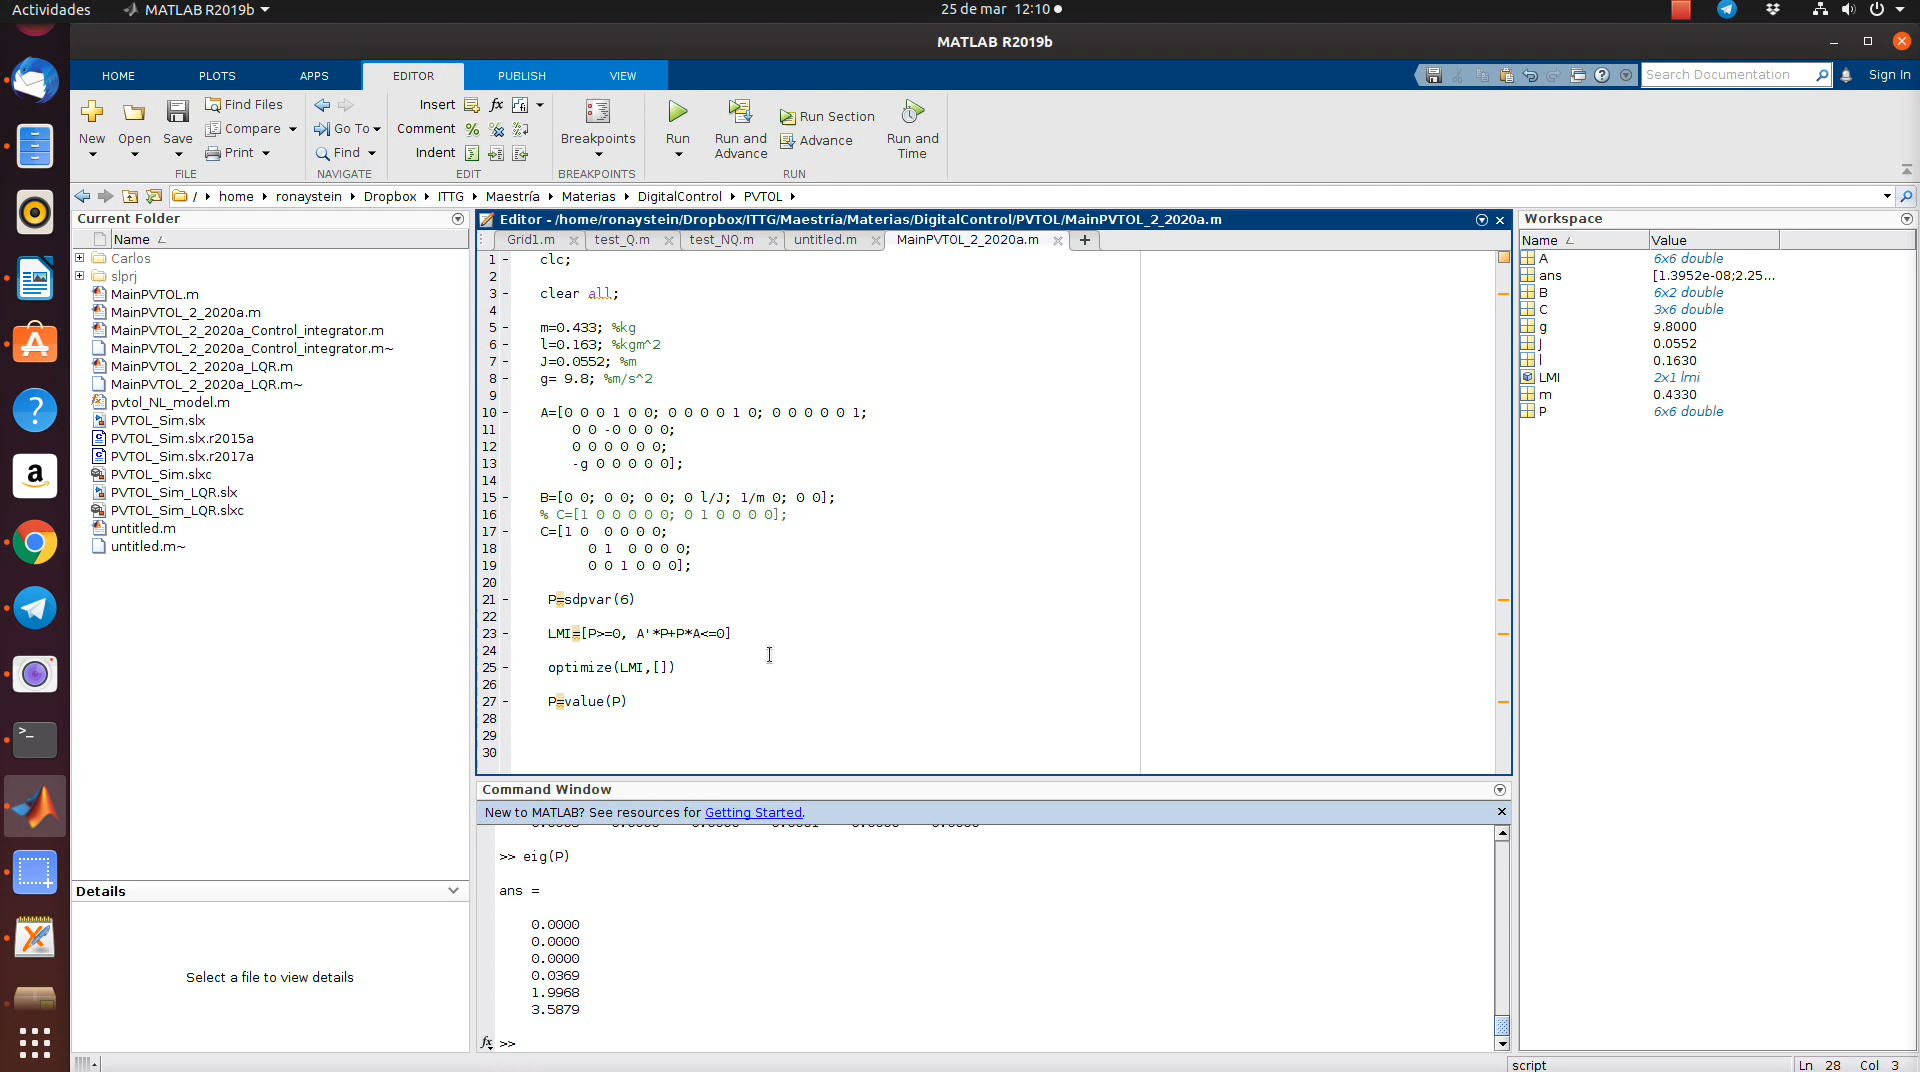 Actividades
MATLAB R2019b
25 de mar 12:10
MATLAB R2019b
HOME
PLOTS
APPS
EDITOR
PUBLISH
VIEW
Search Documentation
Sign In
New
Open
Save
Find Files
Compare
Print
FILE
Go To
Find
NAVIGATE
Insert
Comment
Indent
EDIT
Breakpoints
BREAKPOINTS
Run
Run and Advance
Run Section
Advance
Run and Time
RUN
/ home ronaystein Dropbox ITTG Maestría Materias DigitalControl PVTOL
Current Folder
Name
Carlos
slprj
MainPVTOL.m
MainPVTOL_2_2020a.m
MainPVTOL_2_2020a_Control_integrator.m
MainPVTOL_2_2020a_Control_integrator.m~
MainPVTOL_2_2020a_LQR.m
MainPVTOL_2_2020a_LQR.m~
pvtol_NL_model.m
PVTOL_Sim.slx
PVTOL_Sim.slx.r2015a
PVTOL_Sim.slx.r2017a
PVTOL_Sim.slxc
PVTOL_Sim_LQR.slx
PVTOL_Sim_LQR.slxc
untitled.m
untitled.m~
Details
Select a file to view details
Editor - /home/ronaystein/Dropbox/ITTG/Maestría/Materias/DigitalControl/PVTOL/MainPVTOL_2_2020a.m
Grid1.m
test_Q.m
test_NQ.m
untitled.m
MainPVTOL_2_2020a.m
1 - clc;
2
3 - clear all;
4
5 - m=0.433; %kg
6 - l=0.163; %kgm^2
7 - J=0.0552; %m
8 - g= 9.8; %m/s^2
9
10 - A=[0 0 0 1 0 0; 0 0 0 0 1 0; 0 0 0 0 0 1;
11 0 0 -0 0 0 0;
12 0 0 0 0 0 0;
13 -g 0 0 0 0 0];
14
15 - B=[0 0; 0 0; 0 0; 0 l/J; 1/m 0; 0 0];
16 % C=[1 0 0 0 0 0; 0 1 0 0 0 0];
17 - C=[1 0 0 0 0 0;
18 0 1 0 0 0 0;
19 0 0 1 0 0 0];
20
21 - P=sdpvar(6)
22
23 - LMI=[P>=0, A'*P+P*A<=0]
24
25 - optimize(LMI,[])
26
27 - P=value(P)
28
29
30
Command Window
New to MATLAB? See resources for Getting Started.
>> eig(P)
ans =
0.0000
0.0000
0.0000
0.0369
1.9968
3.5879
fx >>
Workspace
Name Value
A 6x6 double
ans [1.3952e-08;2.25...
B 6x2 double
C 3x6 double
g 9.8000
J 0.0552
l 0.1630
LMI 2x1 lmi
m 0.4330
P 6x6 double
script
Ln 28 Col 3